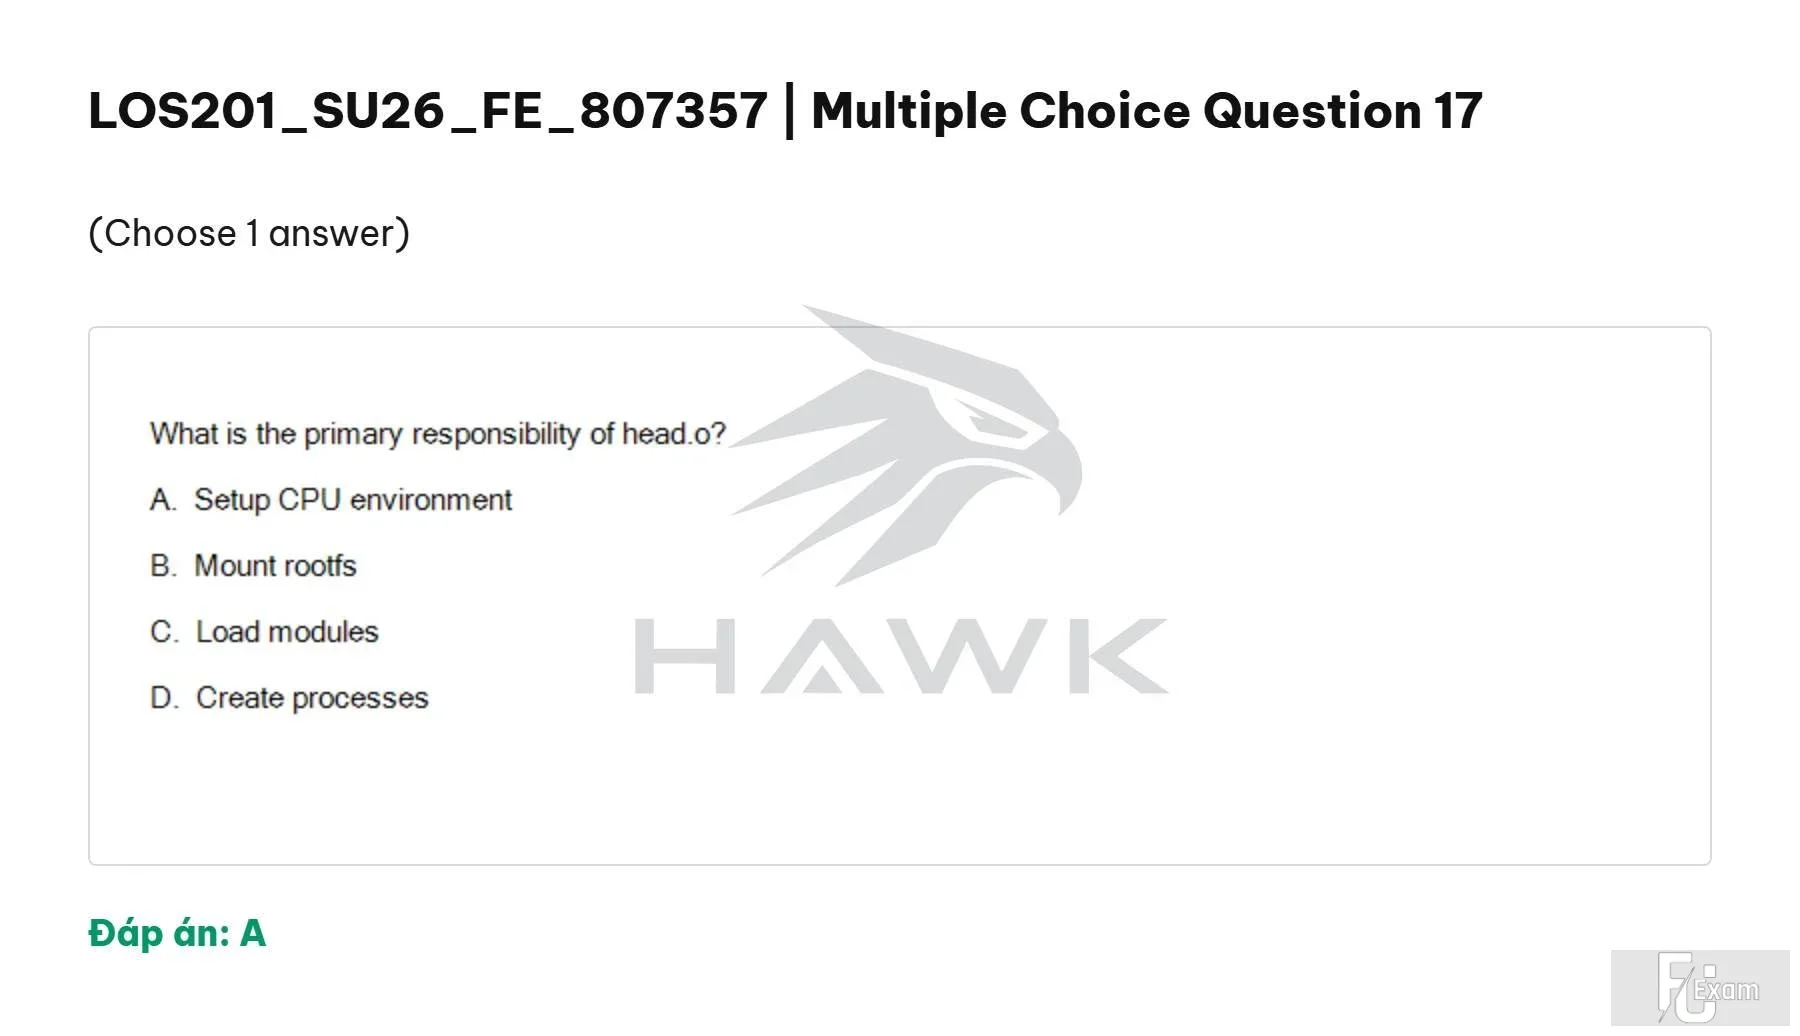 LOS201_SU26_FE_807357 | Multiple Choice Question 17
(Choose 1 answer)
What is the primary responsibility of head.o?
A. Setup CPU environment
B. Mount rootfs
C. Load modules
D. Create processes
HAWK
Đáp án: A
FU Exam